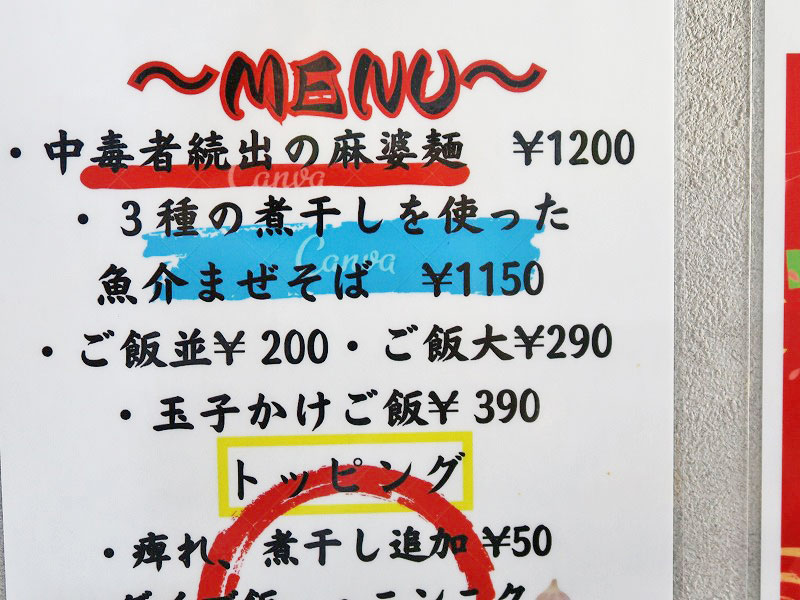 〜MENU〜
・中毒者続出の麻婆麺 ¥1200
Canva
・3種の煮干しを使った
Canva
魚介まぜそば ¥1150
・ご飯並¥ 200・ご飯大¥290
・玉子かけご飯¥ 390
トッピング
・痺れ、煮干し追加 ¥50